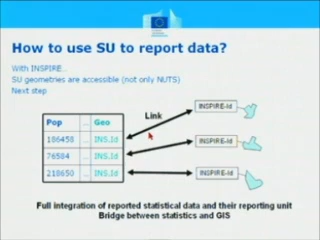 How to use SU to report data?
With INSPIRE..
SU geometries are accessible (not only NUTS)
Next step
Link
INSPIRE-Id
Pop .. Geo
186458 .. INS.Id
INSPIRE-Id
76584 INS.Id
218650 .. INS.Id
INSPIRE-Id
Full integration of reported statistical data and their reporting unit
Bridge between statistics and GIS